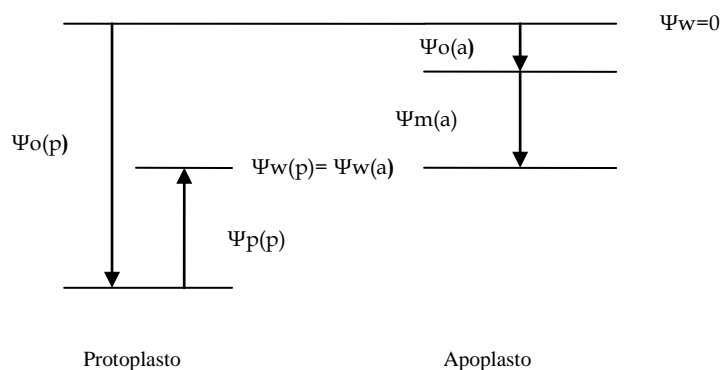 Ψw=0
Ψo(a)
Ψm(a)
Ψo(p)
Ψw(p)= Ψw(a)
Ψp(p)
Protoplasto Apoplasto